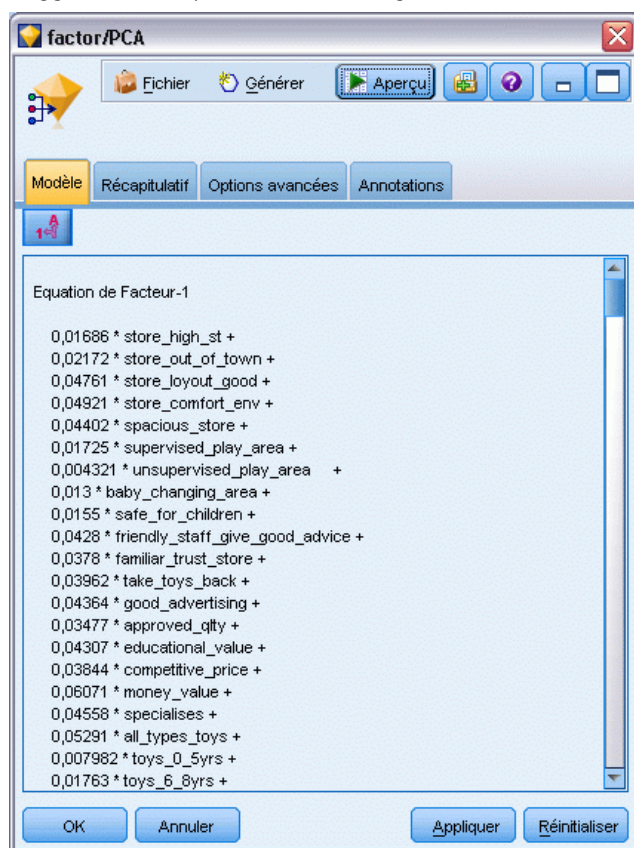 factor/PCA
Fichier Générer Aperçu
Modèle Récapitulatif Options avancées Annotations
Equation de Facteur-1
0,01686 * store_high_st +
0,02172 * store_out_of_town +
0,04761 * store_loyout_good +
0,04921 * store_comfort_env +
0,04402 * spacious_store +
0,01725 * supervised_play_area +
0,004321 * unsupervised_play_area +
0,013 * baby_changing_area +
0,0155 * safe_for_children +
0,0428 * friendly_staff_give_good_advice +
0,0378 * familiar_trust_store +
0,03962 * take_toys_back +
0,04364 * good_advertising +
0,03477 * approved_qlty +
0,04307 * educational_value +
0,03844 * competitive_price +
0,06071 * money_value +
0,04558 * specialises +
0,05291 * all_types_toys +
0,007982 * toys_0_5yrs +
0,01763 * toys_6_8yrs +
OK Annuler Appliquer Réinitialiser